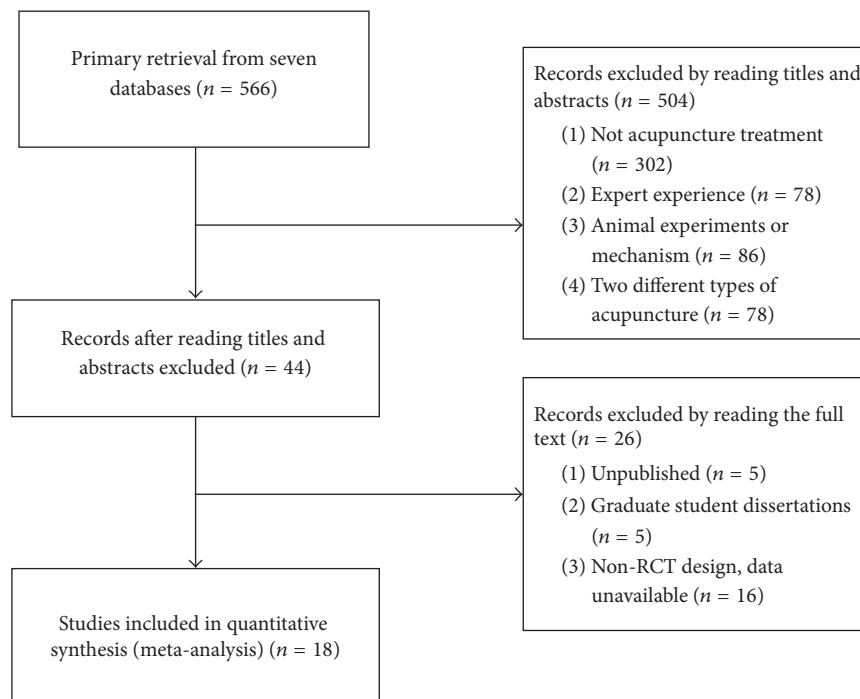 Primary retrieval from seven
databases (n = 566)
Records excluded by reading titles and
abstracts (n = 504)
(1) Not acupuncture treatment
(n = 302)
(2) Expert experience (n = 78)
(3) Animal experiments or
mechanism (n = 86)
(4) Two different types of
acupuncture (n = 78)
Records after reading titles and
abstracts excluded (n = 44)
Records excluded by reading the full
text (n = 26)
(1) Unpublished (n = 5)
(2) Graduate student dissertations
(n = 5)
(3) Non-RCT design, data
unavailable (n = 16)
Studies included in quantitative
synthesis (meta-analysis) (n = 18)